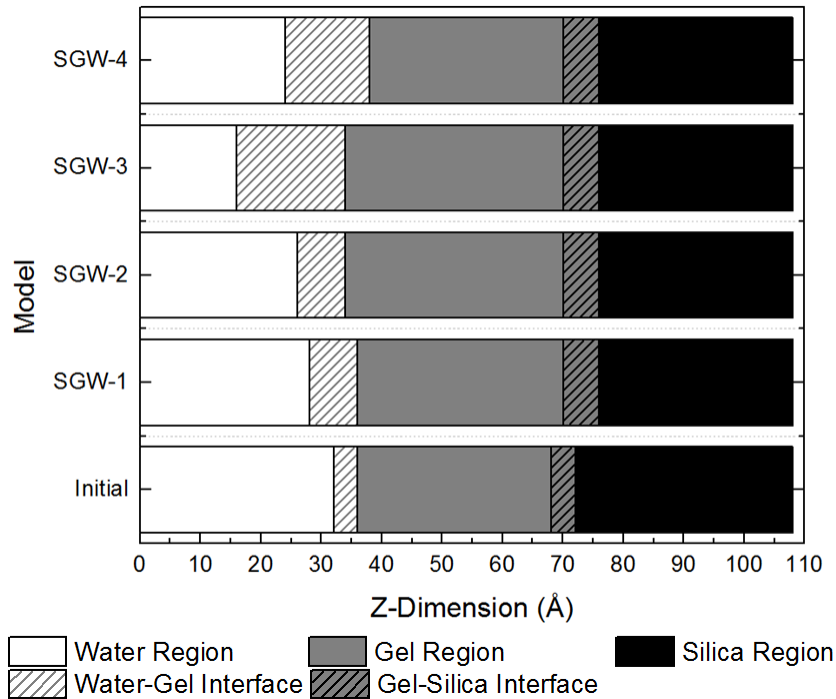 SGW-4
SGW-3
SGW-2
SGW-1
Initial
Model
0 10 20 30 40 50 60 70 80 90 100 110
Z-Dimension (Å)
Water Region Gel Region Silica Region
Water-Gel Interface Gel-Silica Interface